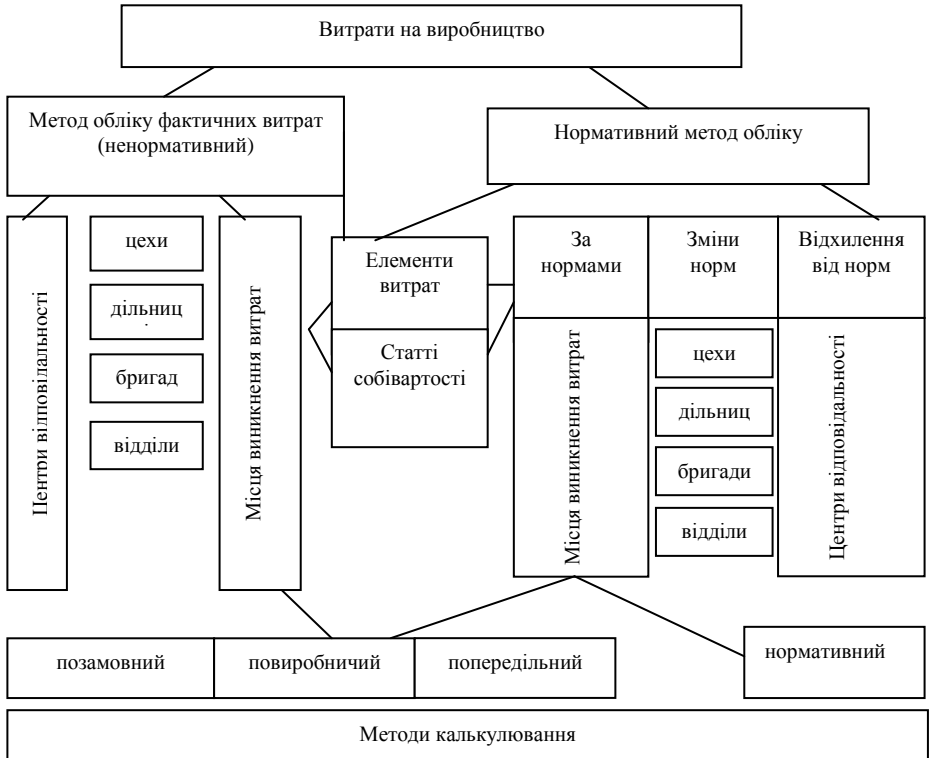 Витрати на виробництво
Метод обліку фактичних витрат
(ненормативний)
Нормативний метод обліку
Центри відповідальності
цехи
дільниц
бригад
відділи
Місця виникнення витрат
Елементи
витрат
Статті
собівартості
За
нормами
Зміни
норм
Відхилення
від норм
Місця виникнення витрат
цехи
дільниц
бригади
відділи
Центри відповідальності
позамовний
повиробничий
попередільний
нормативний
Методи калькулювання